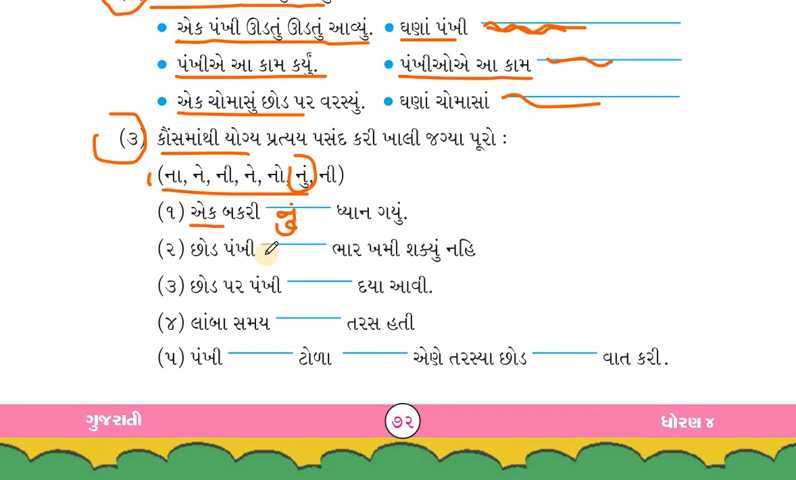 એક પંખી ઊડતું ઊડતું આવ્યું. ઘણાં પંખી
પંખીએ આ કામ કર્યું. પંખીઓએ આ કામ
એક ચોમાસું છોડ પર વરસ્યું. ઘણાં ચોમાસાં
(૩) કૌંસમાંથી યોગ્ય પ્રત્યય પસંદ કરી ખાલી જગ્યા પૂરો :
(ના, ને, ની, ને, નો, નું, ની)
(૧) એક બકરી નું ધ્યાન ગયું.
(૨) છોડ પંખી ભાર ખમી શક્યું નહિ
(૩) છોડ પર પંખી દયા આવી.
(૪) લાંબા સમય તરસ હતી
(૫) પંખી ટોળા એણે તરસ્યા છોડ વાત કરી.
ગુજરાતી ૭૨ ધોરણ ૪